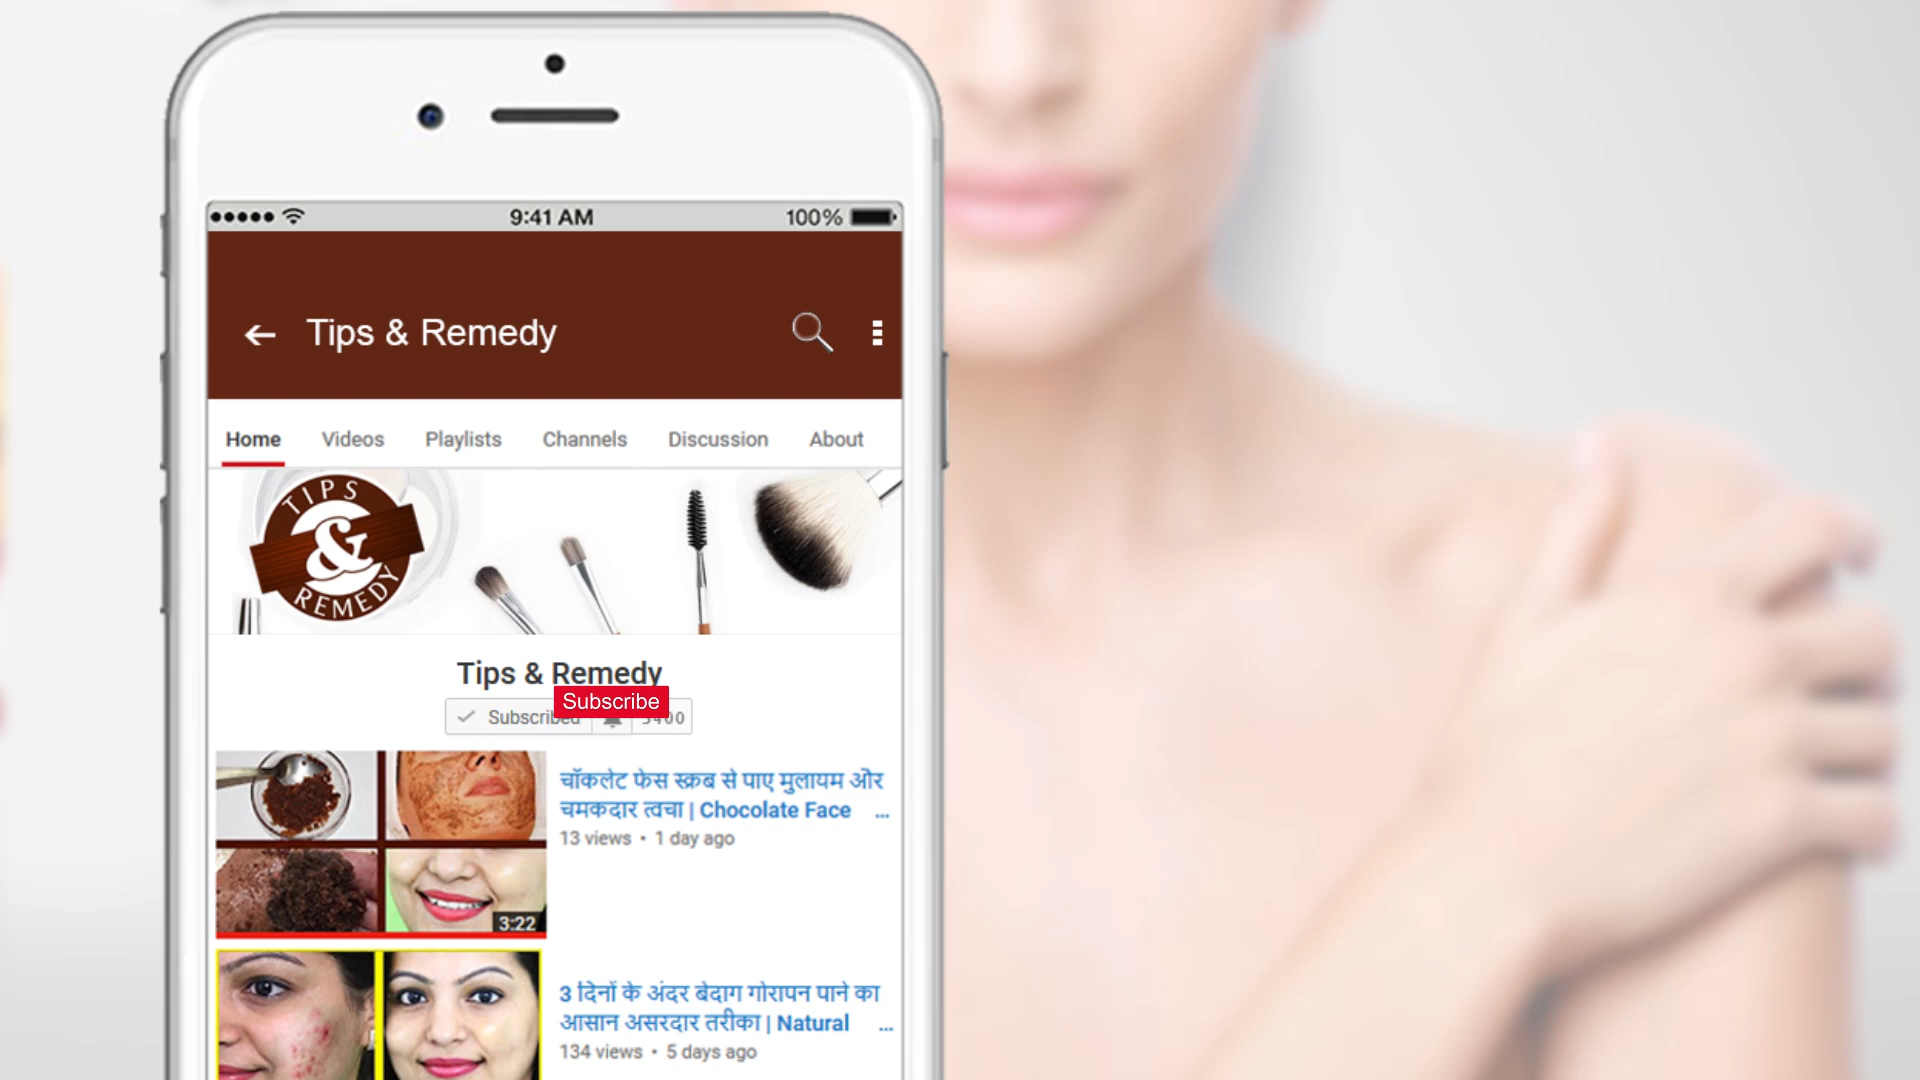 9:41 AM
100%
Tips & Remedy
Home Videos Playlists Channels Discussion About
TIPS
&
REMEDY
Tips & Remedy
Subscribe
Subscribed
चॉकलेट फेस स्क्रब से पाए मुलायम और
चमकदार त्वचा | Chocolate Face ...
13 views • 1 day ago
3:22
3 दिनों के अंदर बेदाग गोरापन पाने का
आसान असरदार तरीका | Natural ...
134 views • 5 days ago